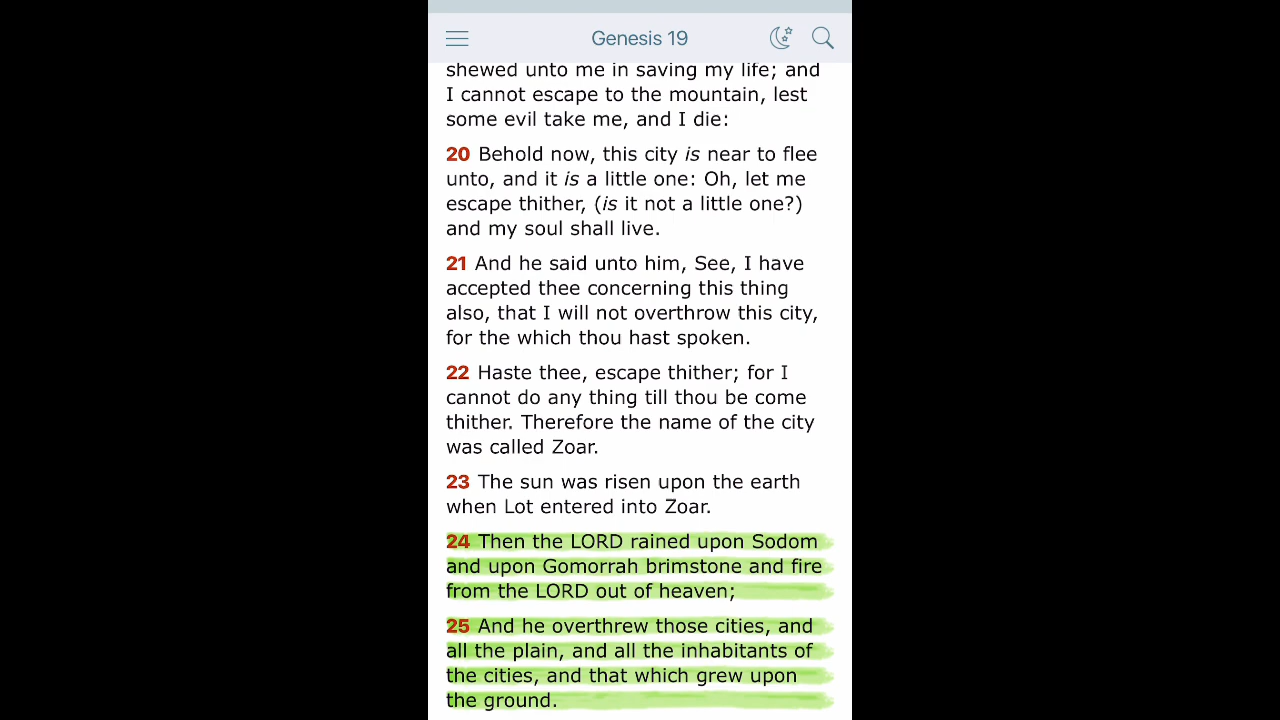 Genesis 19
shewed unto me in saving my life; and
I cannot escape to the mountain, lest
some evil take me, and I die:
20 Behold now, this city is near to flee
unto, and it is a little one: Oh, let me
escape thither, (is it not a little one?)
and my soul shall live.
21 And he said unto him, See, I have
accepted thee concerning this thing
also, that I will not overthrow this city,
for the which thou hast spoken.
22 Haste thee, escape thither; for I
cannot do any thing till thou be come
thither. Therefore the name of the city
was called Zoar.
23 The sun was risen upon the earth
when Lot entered into Zoar.
24 Then the LORD rained upon Sodom
and upon Gomorrah brimstone and fire
from the LORD out of heaven;
25 And he overthrew those cities, and
all the plain, and all the inhabitants of
the cities, and that which grew upon
the ground.